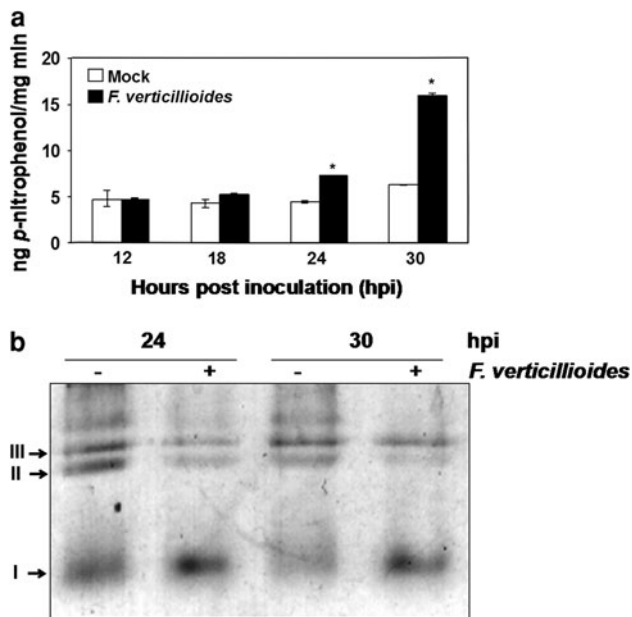 a
20
15
10
5
0
ng p-nitrophenol/mg min
Mock
F. verticillioides
*
*
12 18 24 30
Hours post inoculation (hpi)
b
24 30 hpi
- + - + F. verticillioides
III
II
I